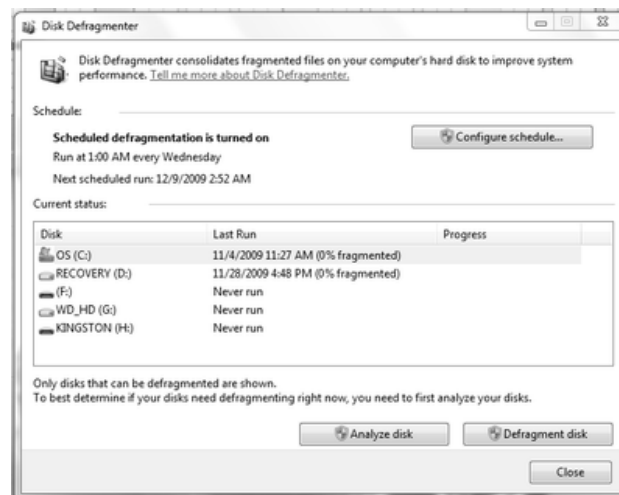 Disk Defragmenter
Disk Defragmenter consolidates fragmented files on your computer's hard disk to improve system
performance. Tell me more about Disk Defragmenter.
Schedule:
Scheduled defragmentation is turned on
Configure schedule...
Run at 1:00 AM every Wednesday
Next scheduled run: 12/9/2009 2:52 AM
Current status:
Disk Last Run Progress
OS (C:) 11/4/2009 11:27 AM (0% fragmented)
RECOVERY (D:) 11/28/2009 4:48 PM (0% fragmented)
(F:) Never run
WD_HD (G:) Never run
KINGSTON (H:) Never run
Only disks that can be defragmented are shown.
To best determine if your disks need defragmenting right now, you need to first analyze your disks.
Analyze disk Defragment disk
Close